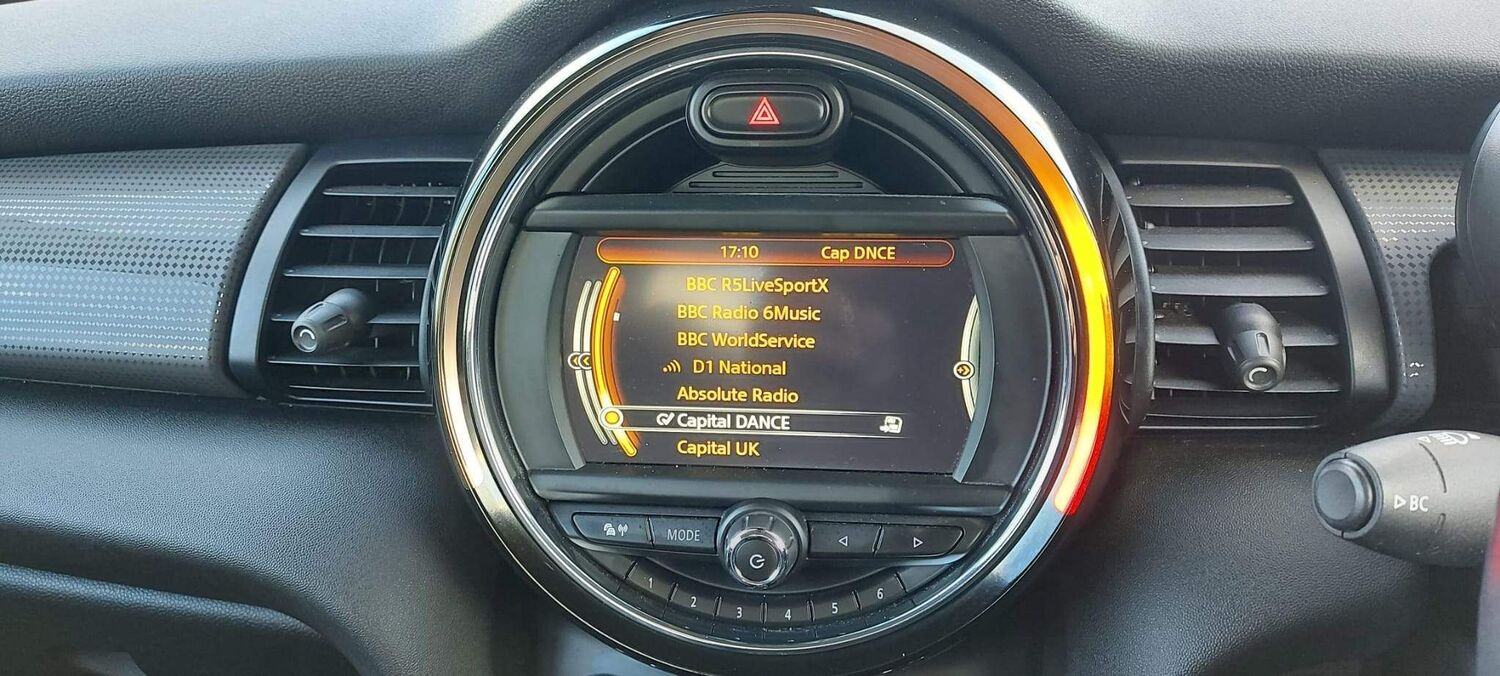 17:10 Cap DNCE
BBC R5LiveSportX
BBC Radio 6Music
BBC WorldService
D1 National
Absolute Radio
Capital DANCE
Capital UK
MODE
1 2 3 4 5 6
BC